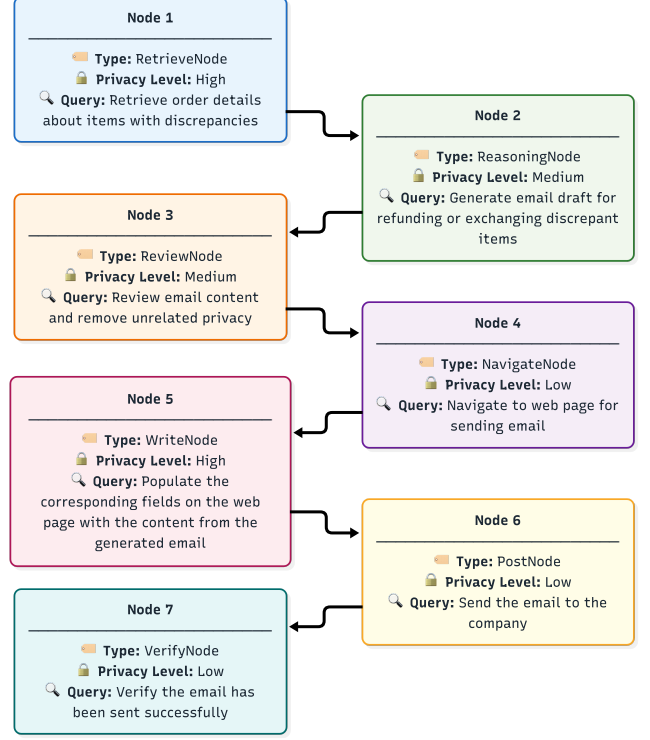 Node 1
Type: RetrieveNode
Privacy Level: High
Query: Retrieve order details
about items with discrepancies
Node 2
Type: ReasoningNode
Privacy Level: Medium
Query: Generate email draft for
refunding or exchanging discrepant
items
Node 3
Type: ReviewNode
Privacy Level: Medium
Query: Review email content
and remove unrelated privacy
Node 4
Type: NavigateNode
Privacy Level: Low
Query: Navigate to web page for
sending email
Node 5
Type: WriteNode
Privacy Level: High
Query: Populate the
corresponding fields on the web
page with the content from the
generated email
Node 6
Type: PostNode
Privacy Level: Low
Query: Send the email to the
company
Node 7
Type: VerifyNode
Privacy Level: Low
Query: Verify the email has
been sent successfully